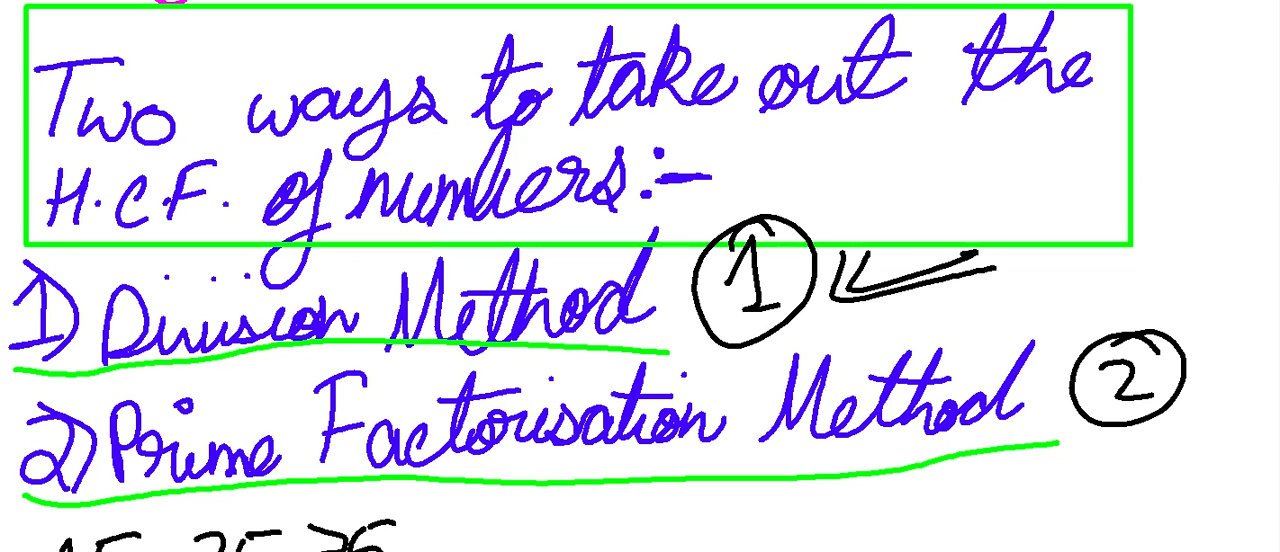 Two ways to take out the
H.C.F. of numbers:-
1) Division Method 1
2) Prime Factorisation Method 2